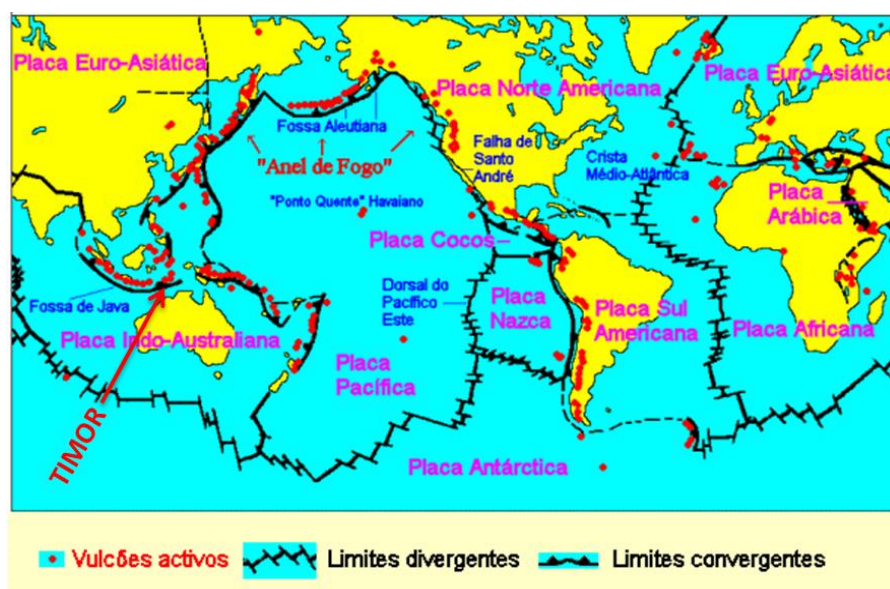 Placa Euro-Asiática
Placa Norte Americana
Placa Euro-Asiática
Fossa Aleutiana
"Anel de Fogo"
Falha de
Santo
André
Crista
Médio-Atlântica
"Ponto Quente" Havaiano
Placa
Arábica
Placa Cocos
Fossa de Java
Dorsal do
Pacífico
Este
Placa
Nazca
Placa Sul
Americana
Placa Indo-Australiana
Placa Africana
Placa
Pacífica
TIMOR
Placa Antárctica
Vulcões activos
Limites divergentes
Limites convergentes